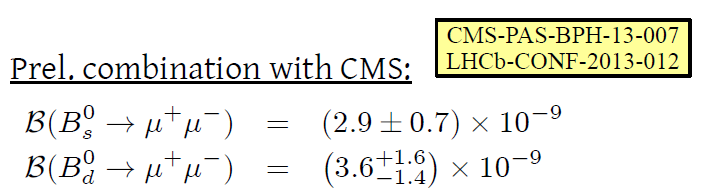 CMS-PAS-BPH-13-007
LHCb-CONF-2013-012
Prel. combination with CMS:
ℬ(B⁰ₛ → μ⁺μ⁻) = (2.9 ± 0.7) × 10⁻⁹
ℬ(B⁰_d → μ⁺μ⁻) = (3.6⁺¹·⁶₋₁.₄) × 10⁻⁹